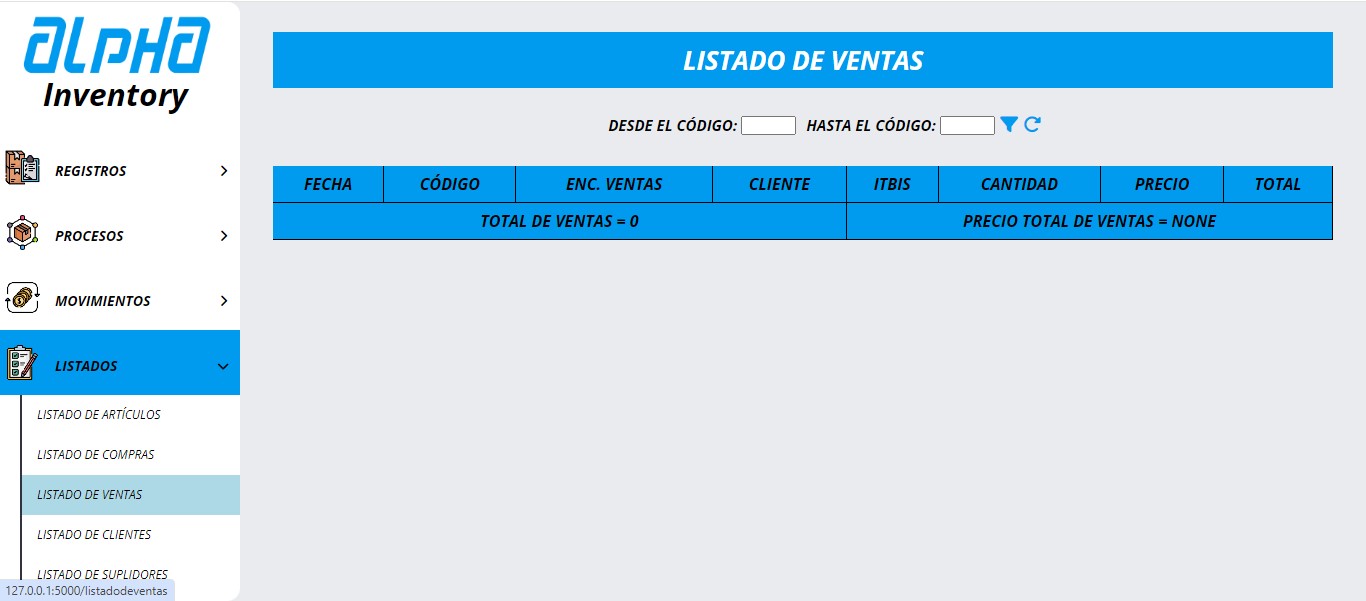 ALPHA
Inventory
REGISTROS
PROCESOS
MOVIMIENTOS
LISTADOS
LISTADO DE ARTÍCULOS
LISTADO DE COMPRAS
LISTADO DE VENTAS
LISTADO DE CLIENTES
LISTADO DE SUPLIDORES
127.0.0.1:5000/listadodeventas
LISTADO DE VENTAS
DESDE EL CÓDIGO: HASTA EL CÓDIGO:
FECHA CÓDIGO ENC. VENTAS CLIENTE ITBIS CANTIDAD PRECIO TOTAL
TOTAL DE VENTAS = 0 PRECIO TOTAL DE VENTAS = NONE